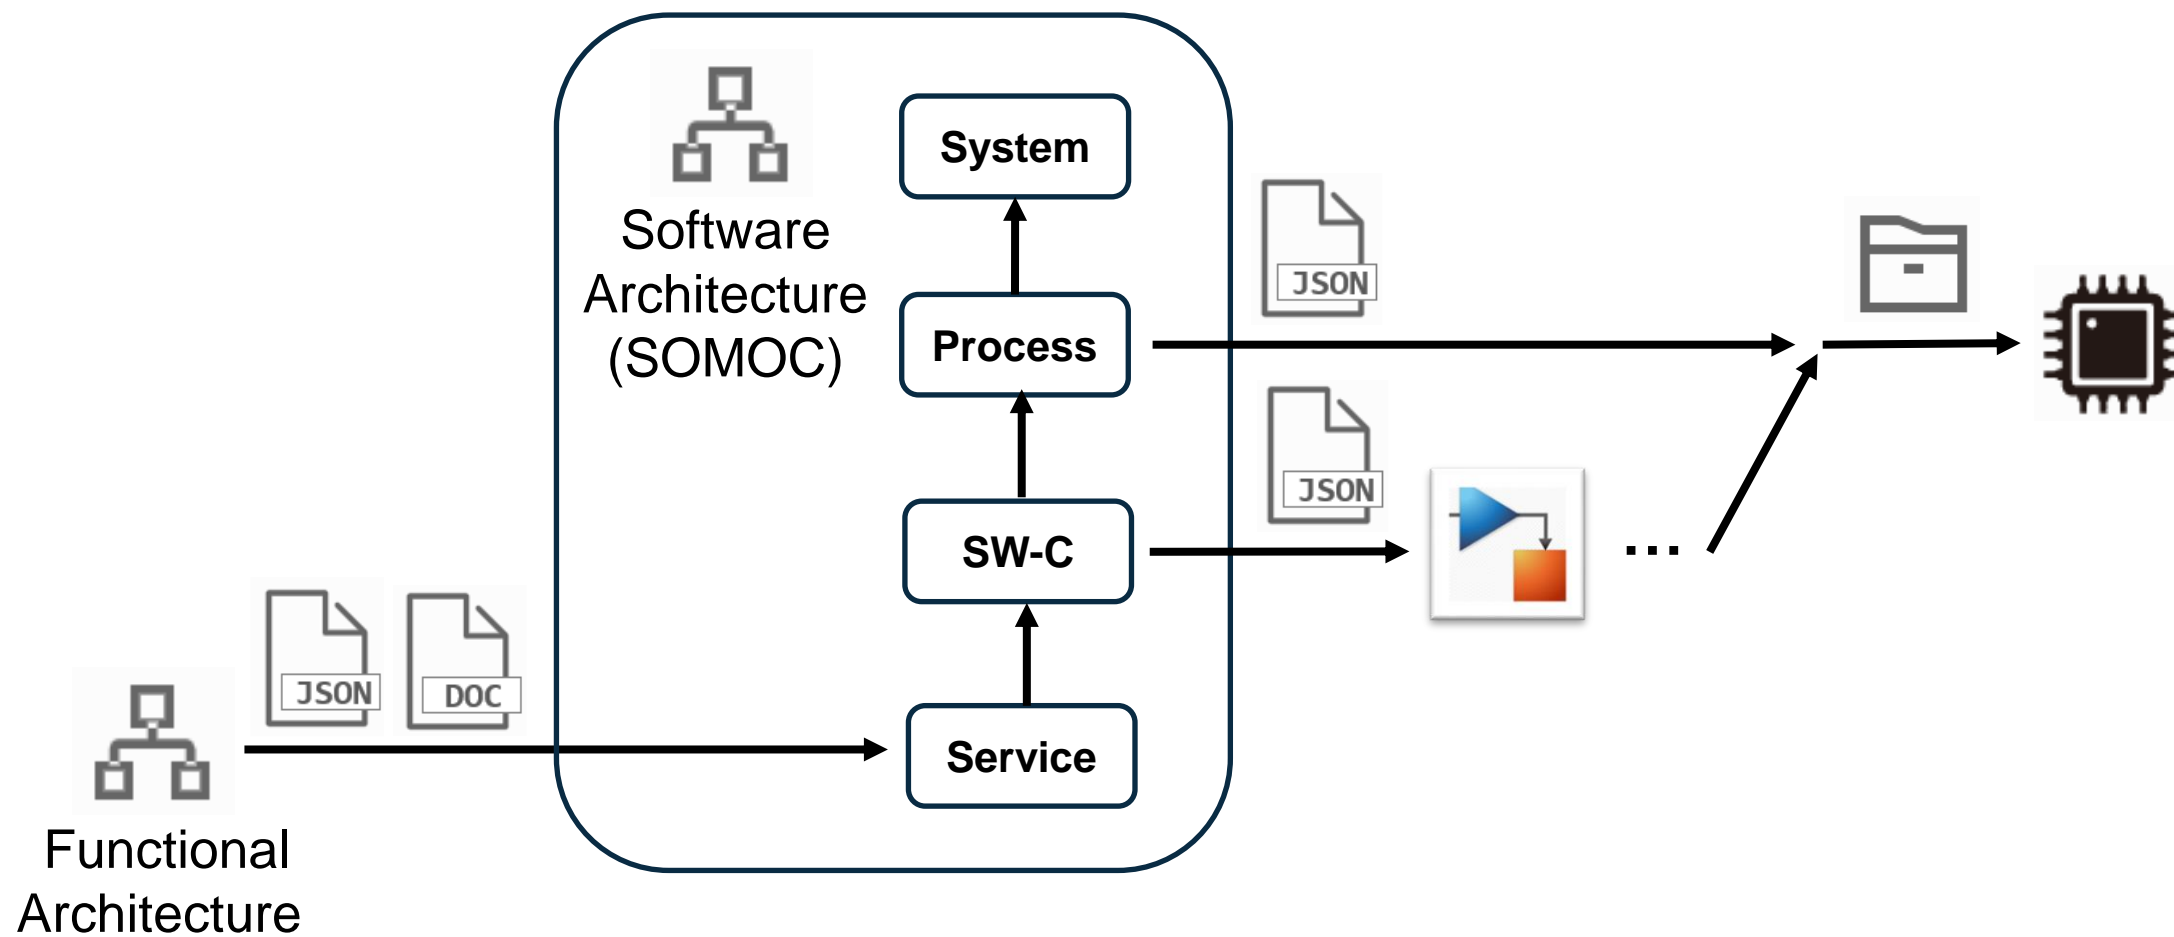 System
Software
Architecture
(SOMOC)
JSON
Process
JSON
SW-C
...
JSON
DOC
Service
Functional
Architecture